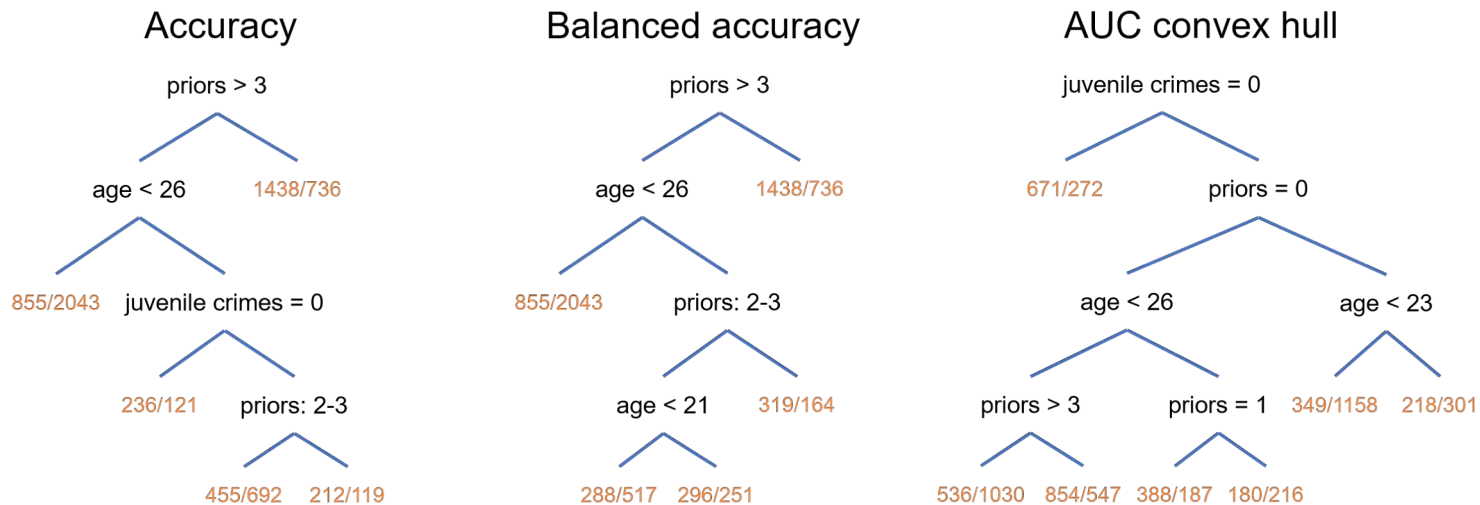 Accuracy
priors > 3
age < 26
1438/736
855/2043
juvenile crimes = 0
236/121
priors: 2-3
455/692
212/119
Balanced accuracy
priors > 3
age < 26
1438/736
855/2043
priors: 2-3
age < 21
319/164
288/517
296/251
AUC convex hull
juvenile crimes = 0
671/272
priors = 0
age < 26
age < 23
priors > 3
priors = 1
349/1158
218/301
536/1030
854/547
388/187
180/216